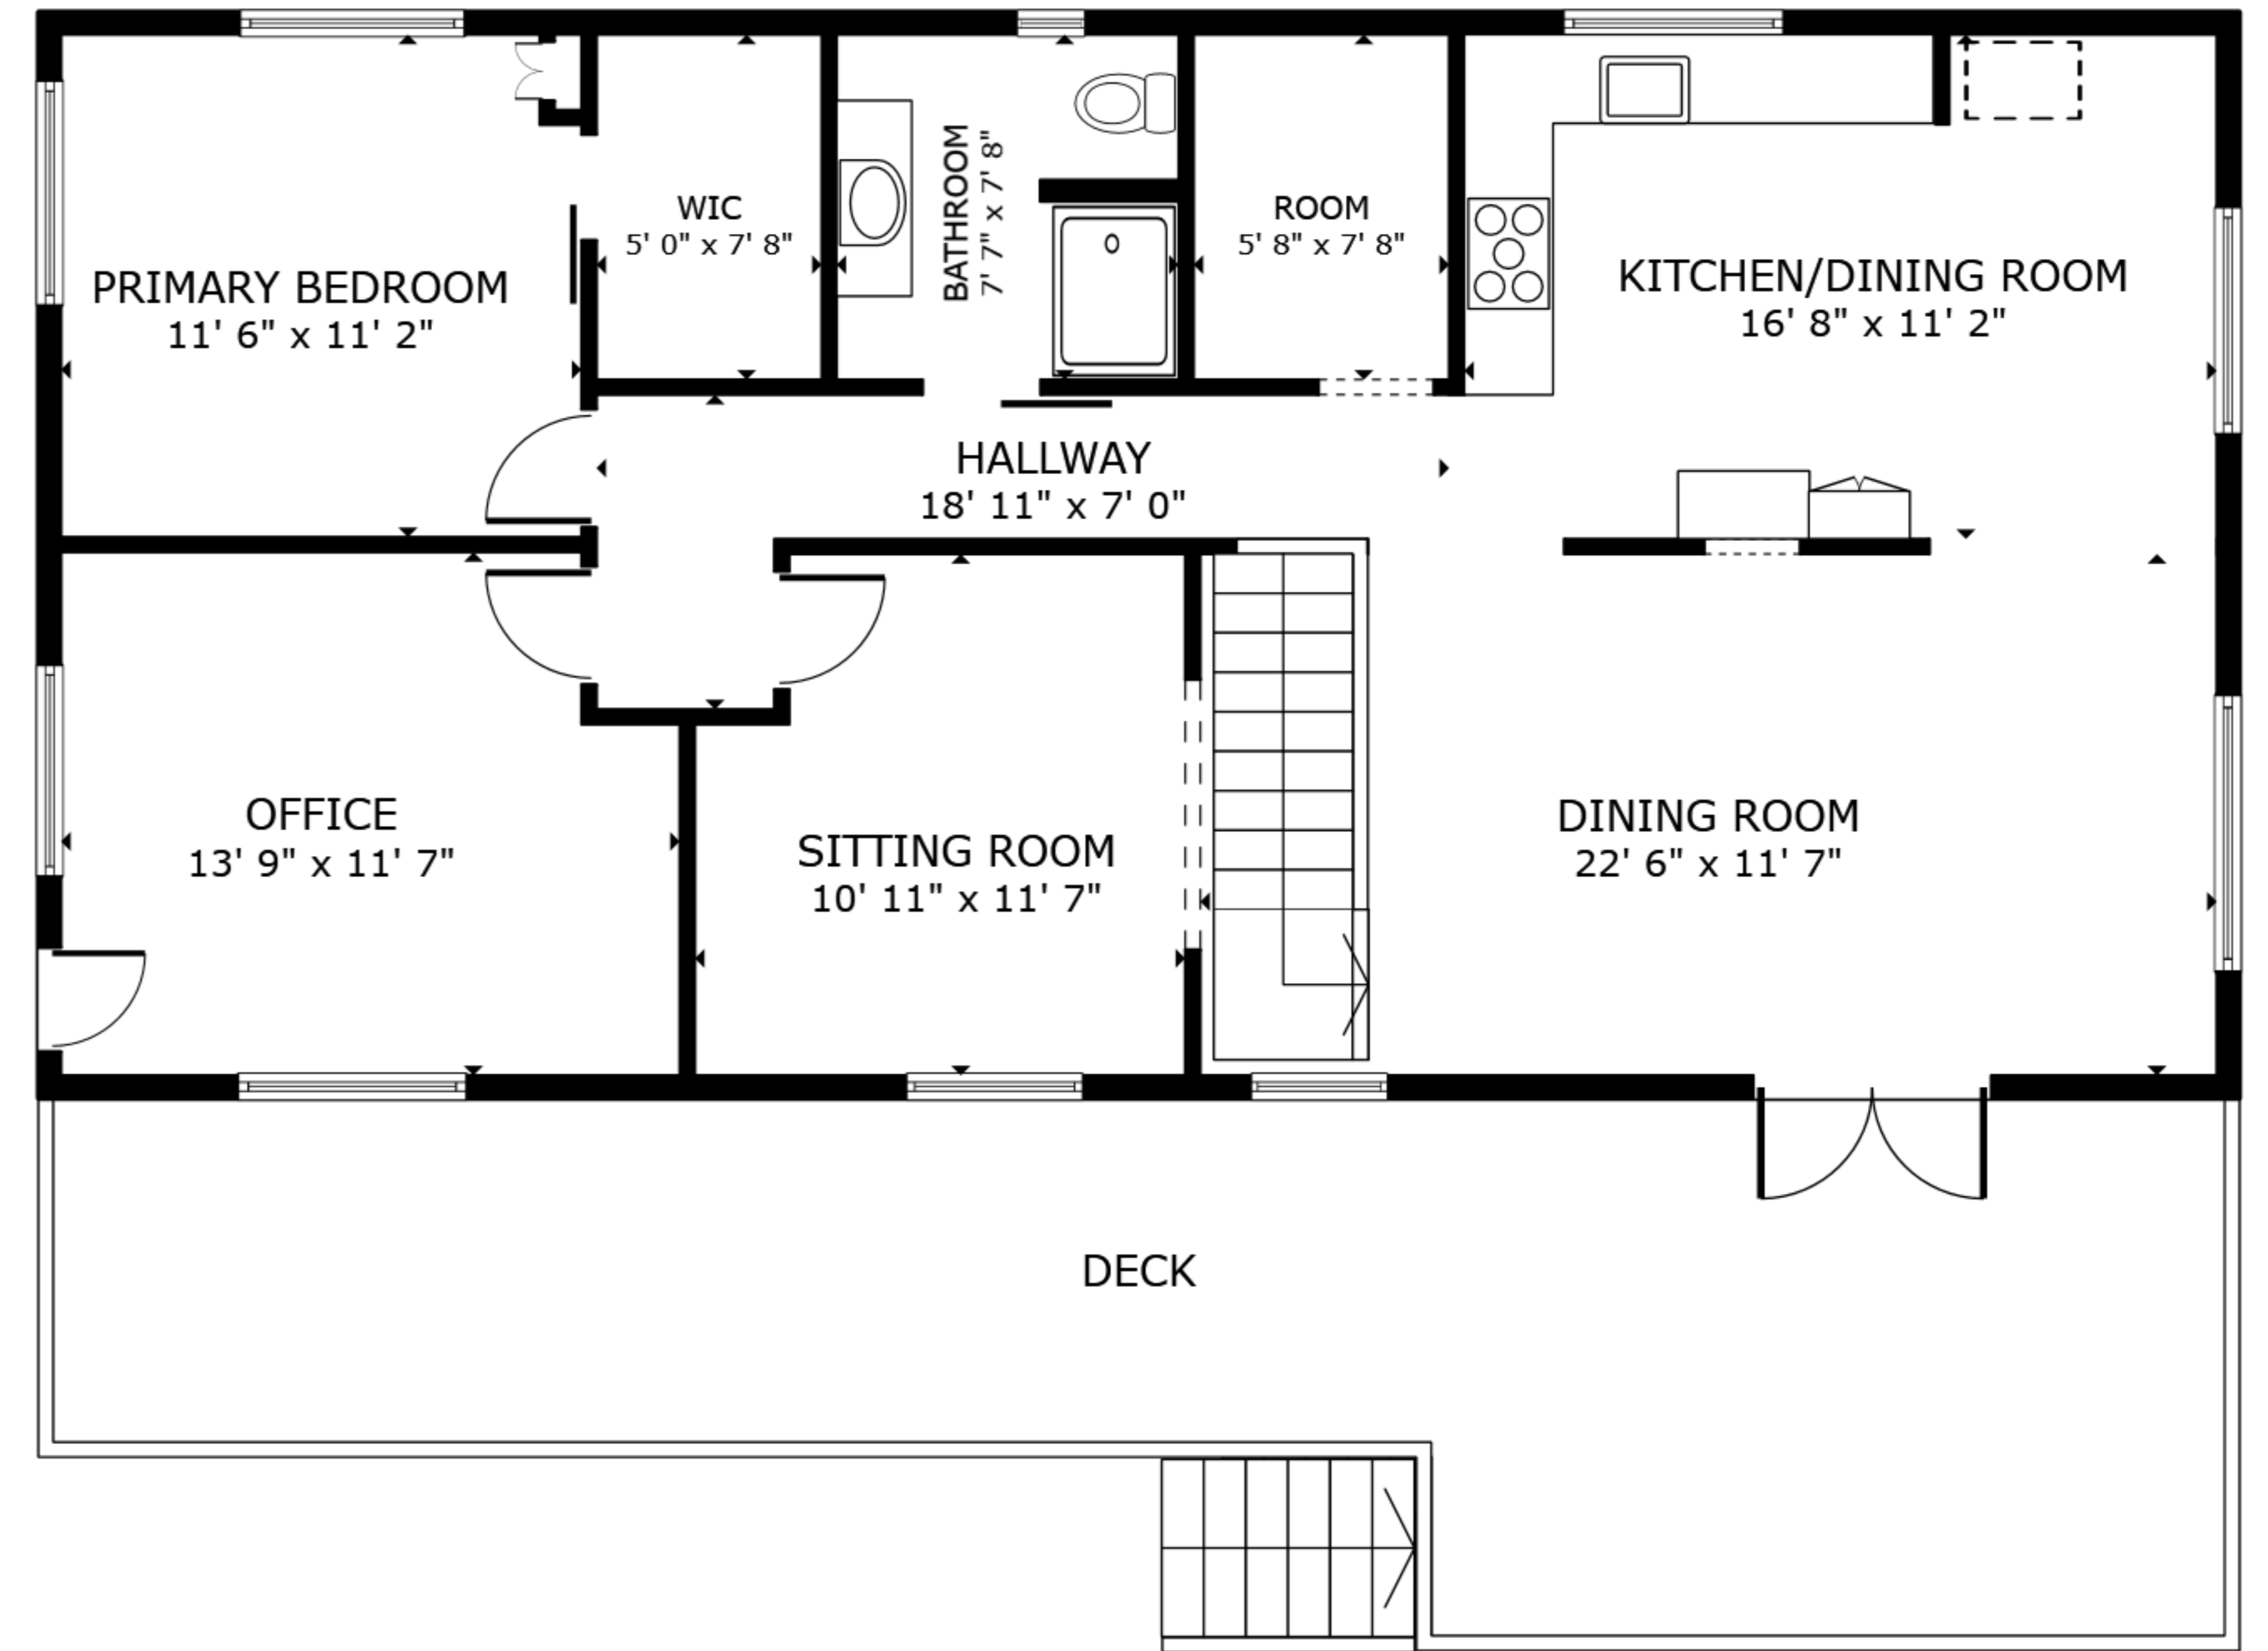 PRIMARY BEDROOM
11' 6" x 11' 2"
WIC
5' 0" x 7' 8"
BATHROOM
7' 7" x 7' 8"
ROOM
5' 8" x 7' 8"
KITCHEN/DINING ROOM
16' 8" x 11' 2"
HALLWAY
18' 11" x 7' 0"
OFFICE
13' 9" x 11' 7"
SITTING ROOM
10' 11" x 11' 7"
DINING ROOM
22' 6" x 11' 7"
DECK